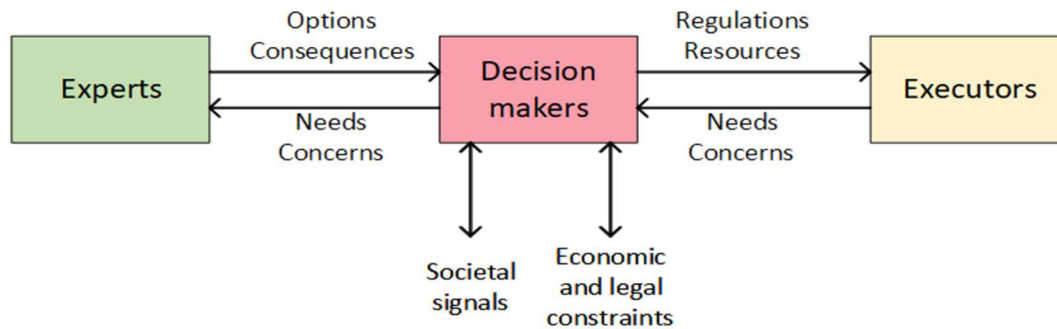 Options
Consequences
Experts
Needs
Concerns
Decision
makers
Regulations
Resources
Needs
Concerns
Executors
Societal
signals
Economic
and legal
constraints